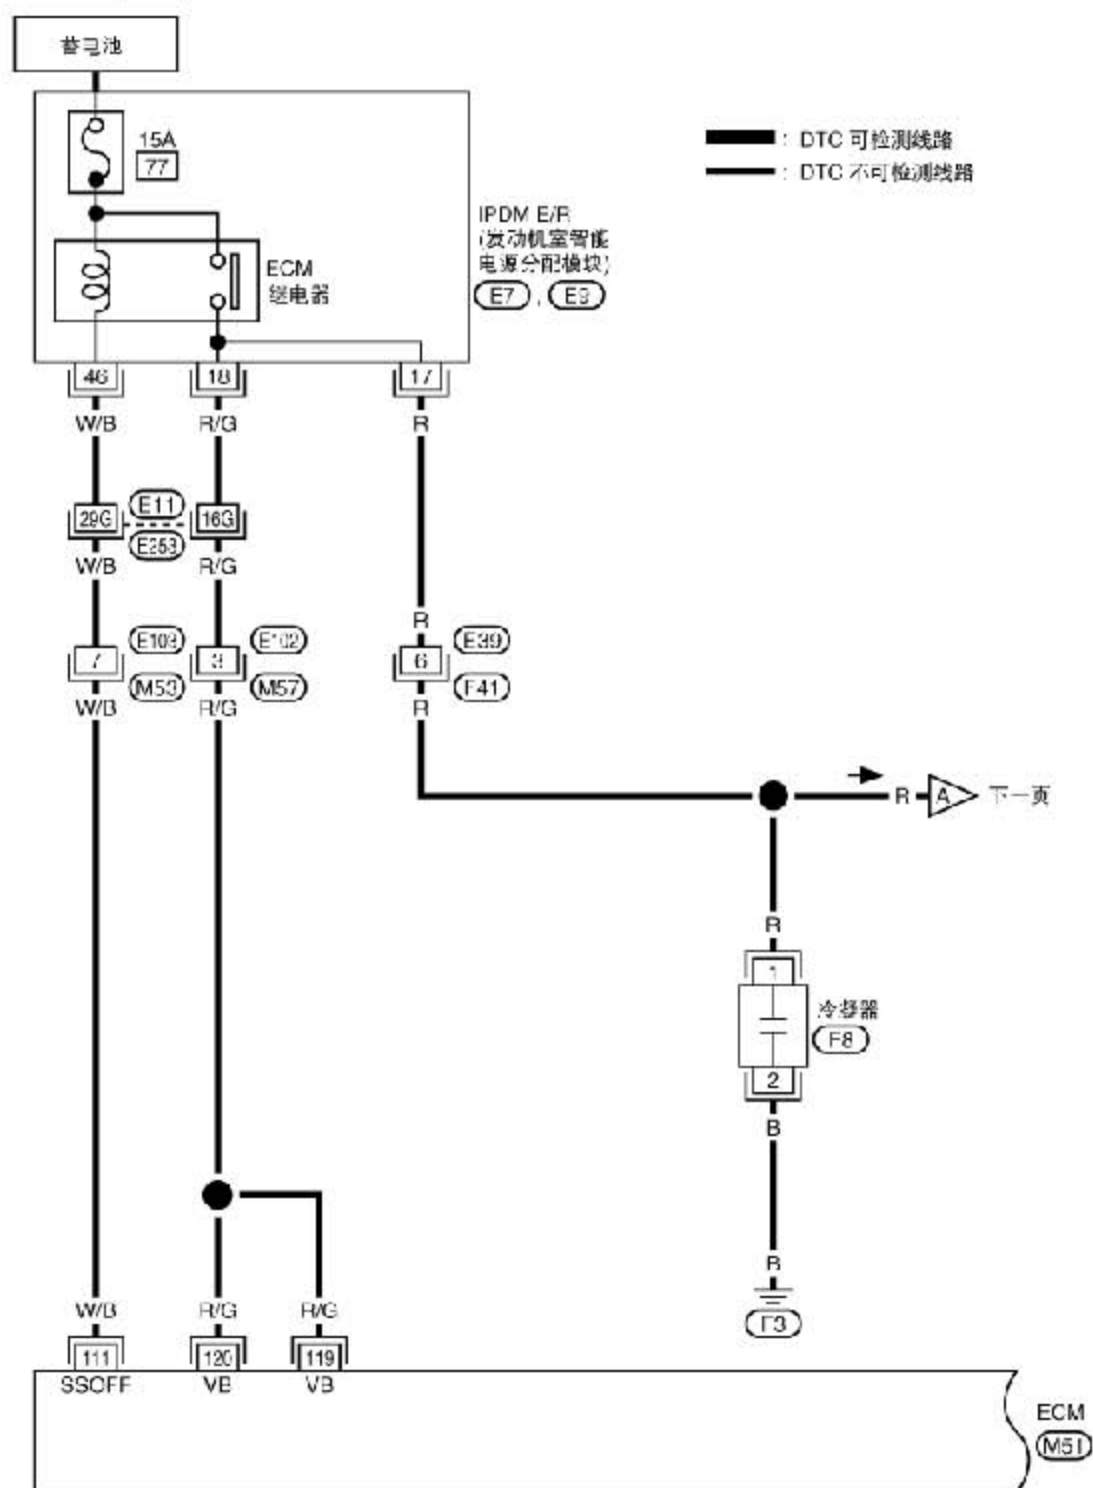 蓄电池
15A
77
: DTC 可检测线路
: DTC 不可检测线路
IPDM E/R
(发动机室智能
电源分配模块)
E7 , E9
ECM
继电器
46
18
17
W/B
R/G
R
29G
E11
16G
E258
W/B
R/G
R
7
E103
3
E102
6
E39
M53
M57
F41
W/B
R/G
R
R
A
下一页
R
1
冷凝器
F8
2
B
W/B
R/G
R/G
F3
111
120
119
SSOFF
VB
VB
ECM
M51